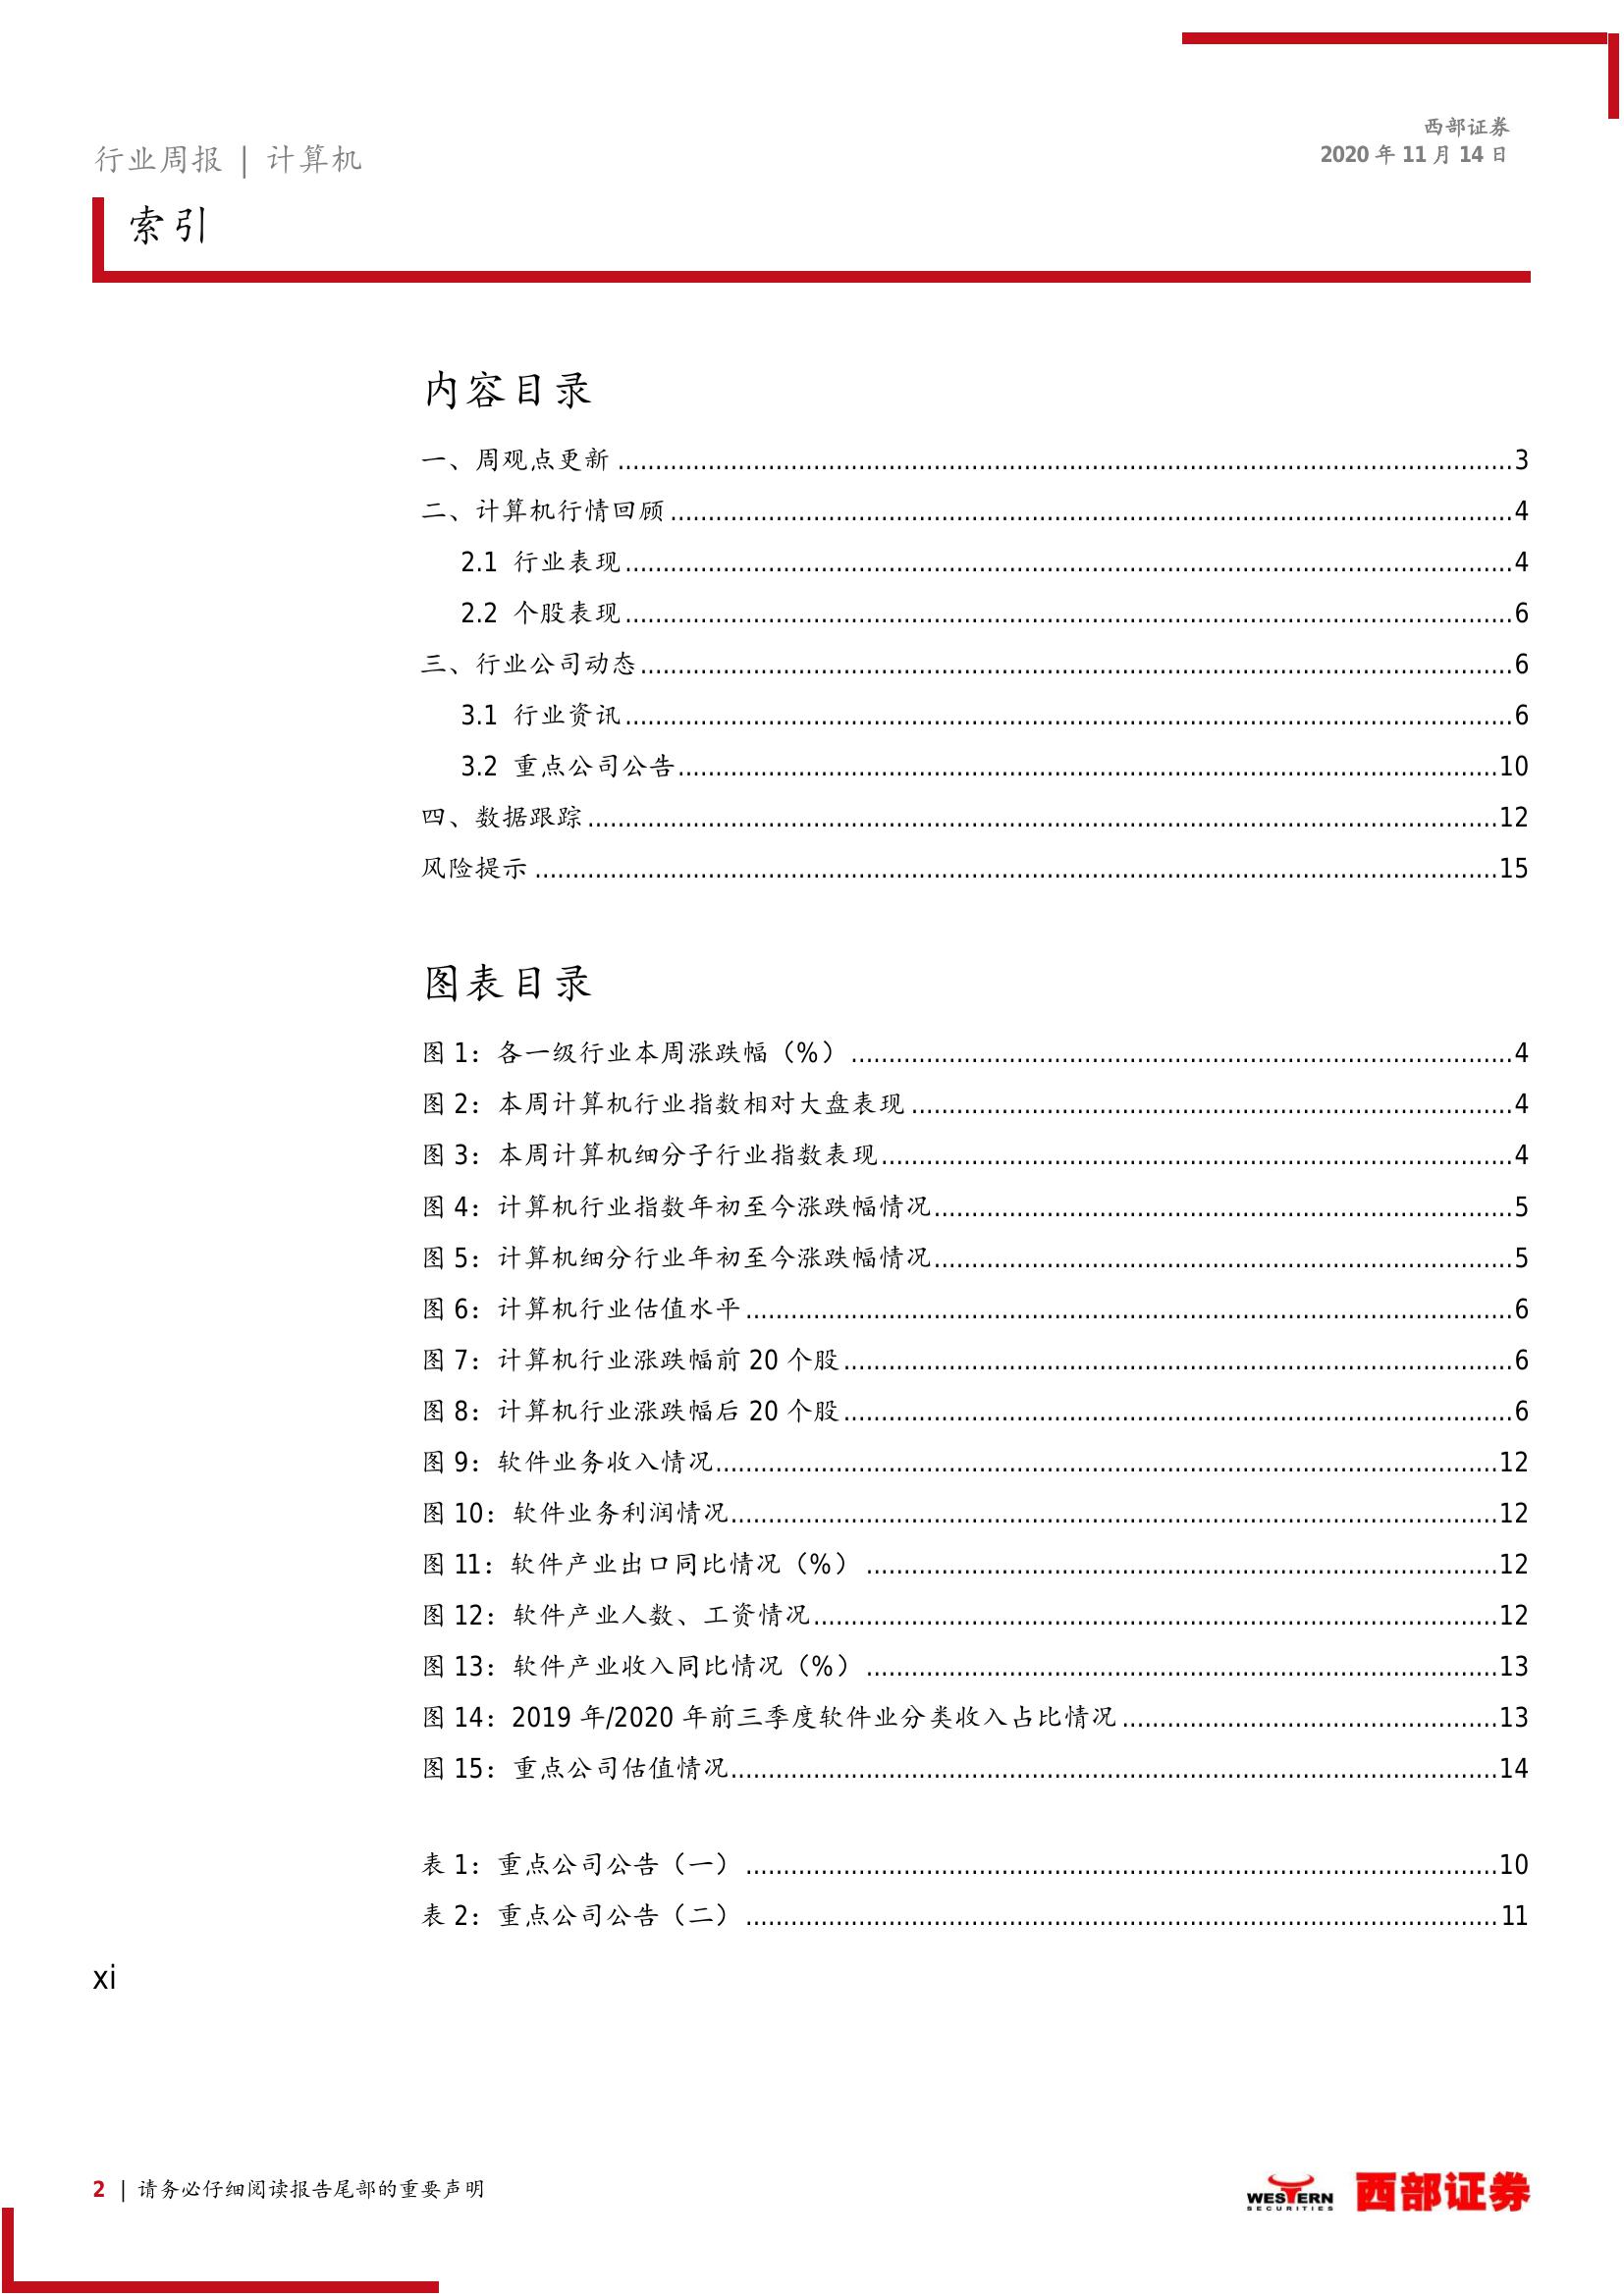 西部证券
行业周报 | 计算机
2020 年 11 月 14 日
索引
内容目录
一、周观点更新 ........ 3
二、计算机行情回顾 ........ 4
2.1 行业表现 ........ 4
2.2 个股表现 ........ 6
三、行业公司动态 ........ 6
3.1 行业资讯 ........ 6
3.2 重点公司公告 ........ 10
四、数据跟踪 ........ 12
风险提示 ........ 15
图表目录
图 1：各一级行业本周涨跌幅（%） ........ 4
图 2：本周计算机行业指数相对大盘表现 ........ 4
图 3：本周计算机细分子行业指数表现 ........ 4
图 4：计算机行业指数年初至今涨跌幅情况 ........ 5
图 5：计算机细分行业年初至今涨跌幅情况 ........ 5
图 6：计算机行业估值水平 ........ 6
图 7：计算机行业涨跌幅前 20 个股 ........ 6
图 8：计算机行业涨跌幅后 20 个股 ........ 6
图 9：软件业务收入情况 ........ 12
图 10：软件业务利润情况 ........ 12
图 11：软件产业出口同比情况（%） ........ 12
图 12：软件产业人数、工资情况 ........ 12
图 13：软件产业收入同比情况（%） ........ 13
图 14：2019 年/2020 年前三季度软件业分类收入占比情况 ........ 13
图 15：重点公司估值情况 ........ 14
表 1：重点公司公告（一） ........ 10
表 2：重点公司公告（二） ........ 11
xi
2 | 请务必仔细阅读报告尾部的重要声明
WESTERN
SECURITIES
西部证券